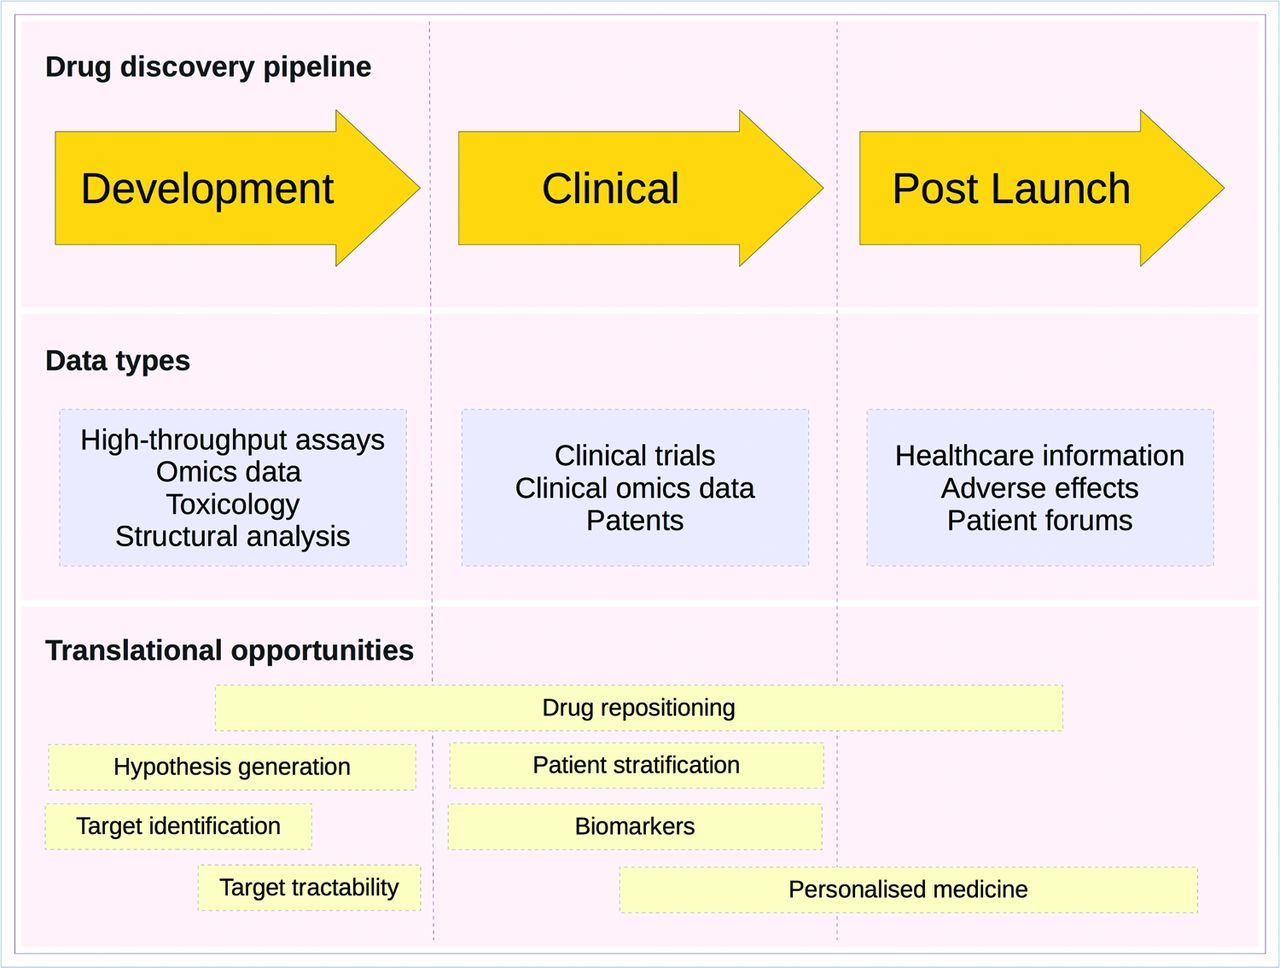 Drug discovery pipeline
Development
Clinical
Post Launch
Data types
High-throughput assays
Omics data
Toxicology
Structural analysis
Clinical trials
Clinical omics data
Patents
Healthcare information
Adverse effects
Patient forums
Translational opportunities
Drug repositioning
Hypothesis generation
Patient stratification
Target identification
Biomarkers
Target tractability
Personalised medicine